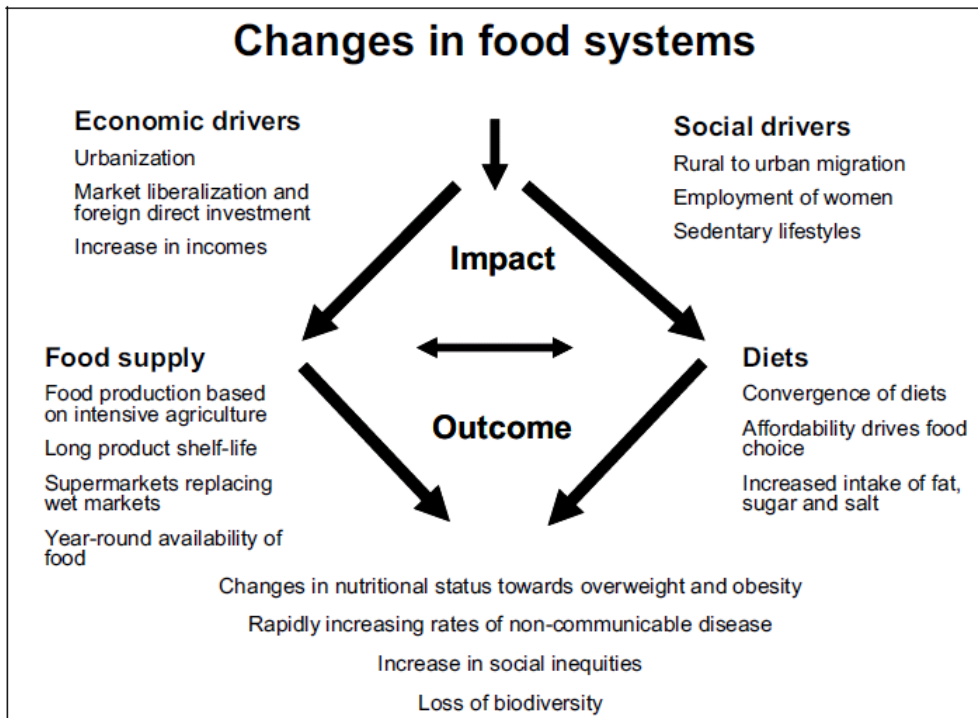 Changes in food systems
Economic drivers
Urbanization
Market liberalization and
foreign direct investment
Increase in incomes
Social drivers
Rural to urban migration
Employment of women
Sedentary lifestyles
Impact
Food supply
Food production based
on intensive agriculture
Long product shelf-life
Supermarkets replacing
wet markets
Year-round availability of
food
Diets
Convergence of diets
Affordability drives food
choice
Increased intake of fat,
sugar and salt
Outcome
Changes in nutritional status towards overweight and obesity
Rapidly increasing rates of non-communicable disease
Increase in social inequities
Loss of biodiversity